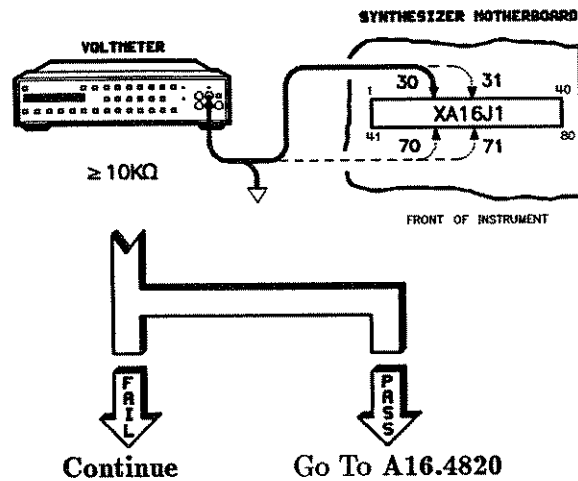 SYNTHESIZER MOTHERBOARD
VOLTMETER
30 31
1 40
XA16J1
41 80
70 71
≥ 10KΩ
FRONT OF INSTRUMENT
FAIL
PASS
Continue
Go To A16.4820